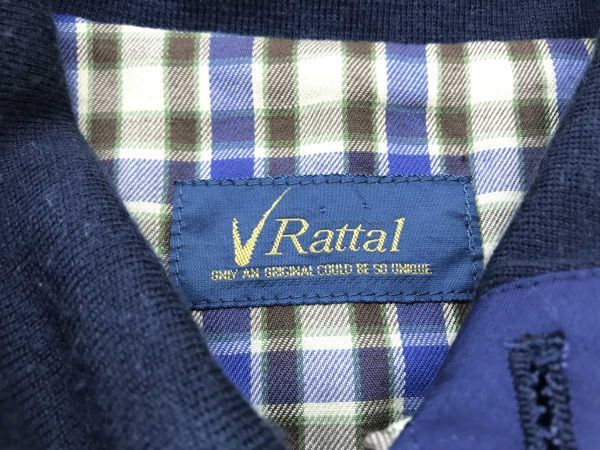 Rattal
ONLY AN ORIGINAL COULD BE SO UNIQUE